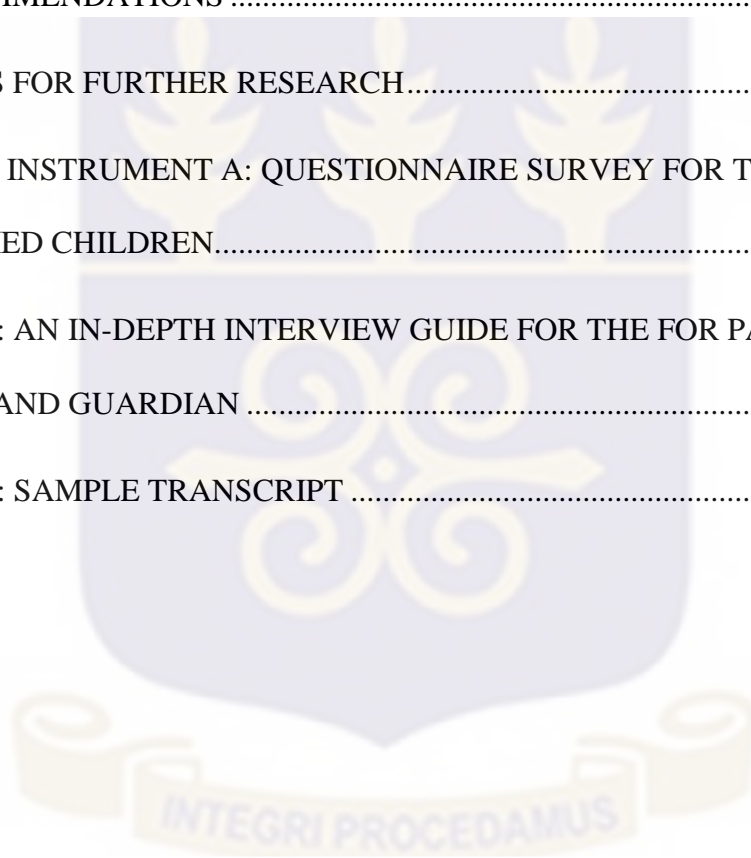 MMENDATIONS ....................................................................
S FOR FURTHER RESEARCH............................................
INSTRUMENT A: QUESTIONNAIRE SURVEY FOR T
ED CHILDREN....................................................................
: AN IN-DEPTH INTERVIEW GUIDE FOR THE FOR PA
AND GUARDIAN ................................................................
: SAMPLE TRANSCRIPT ...................................................
INTEGRI PROCEDAMUS